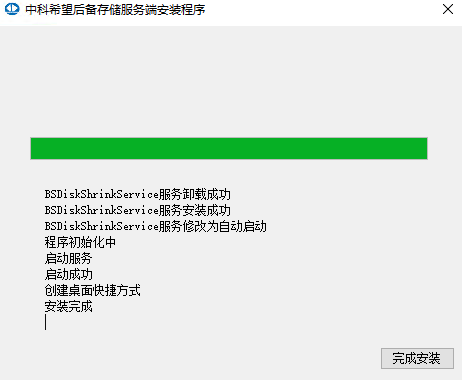 中科希望后备存储服务端安装程序
BSDiskShrinkService服务卸载成功
BSDiskShrinkService服务安装成功
BSDiskShrinkService服务修改为自动启动
程序初始化中
启动服务
启动成功
创建桌面快捷方式
安装完成
完成安装